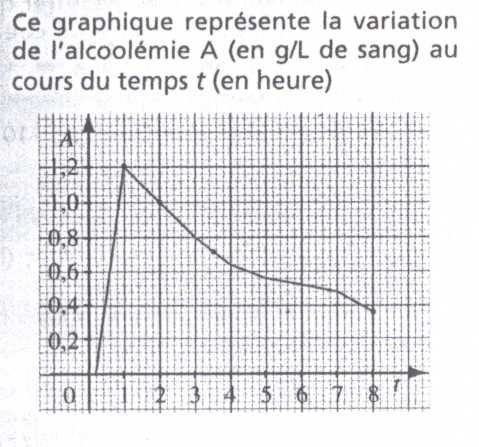 Ce graphique représente la variation
de l'alcoolémie A (en g/L de sang) au
cours du temps t (en heure)
A
1,2
1,0
0,8
0,6
0,4
0,2
0 1 2 3 4 5 6 7 8 t